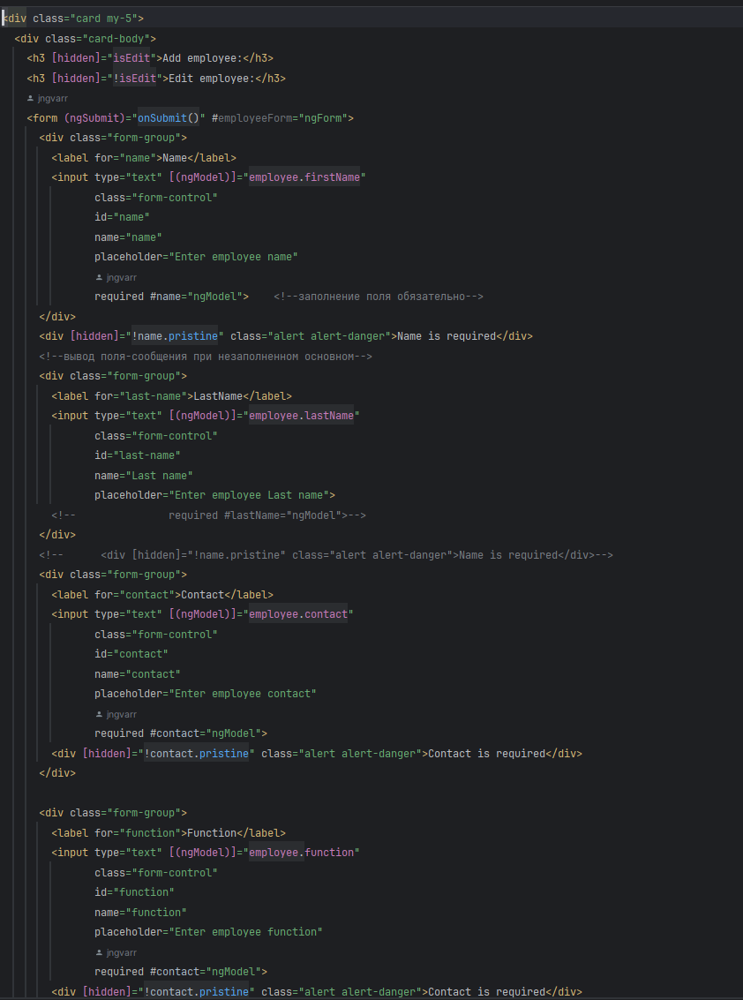 <div class="card my-5">
<div class="card-body">
<h3 [hidden]="isEdit">Add employee:</h3>
<h3 [hidden]="!isEdit">Edit employee:</h3>
jngvarr
<form (ngSubmit)="onSubmit()" #employeeForm="ngForm">
<div class="form-group">
<label for="name">Name</label>
<input type="text" [(ngModel)]="employee.firstName"
class="form-control"
id="name"
name="name"
placeholder="Enter employee name"
jngvarr
required #name="ngModel">    <!--заполнение поля обязательно-->
</div>
<div [hidden]="!name.pristine" class="alert alert-danger">Name is required</div>
<!--вывод поля-сообщения при незаполненном основном-->
<div class="form-group">
<label for="last-name">LastName</label>
<input type="text" [(ngModel)]="employee.lastName"
class="form-control"
id="last-name"
name="Last name"
placeholder="Enter employee Last name">
<!--               required #lastName="ngModel">-->
</div>
<!--      <div [hidden]="!name.pristine" class="alert alert-danger">Name is required</div>-->
<div class="form-group">
<label for="contact">Contact</label>
<input type="text" [(ngModel)]="employee.contact"
class="form-control"
id="contact"
name="contact"
placeholder="Enter employee contact"
jngvarr
required #contact="ngModel">
<div [hidden]="!contact.pristine" class="alert alert-danger">Contact is required</div>
</div>
<div class="form-group">
<label for="function">Function</label>
<input type="text" [(ngModel)]="employee.function"
class="form-control"
id="function"
name="function"
placeholder="Enter employee function"
jngvarr
required #contact="ngModel">
<div [hidden]="!contact.pristine" class="alert alert-danger">Contact is required</div>